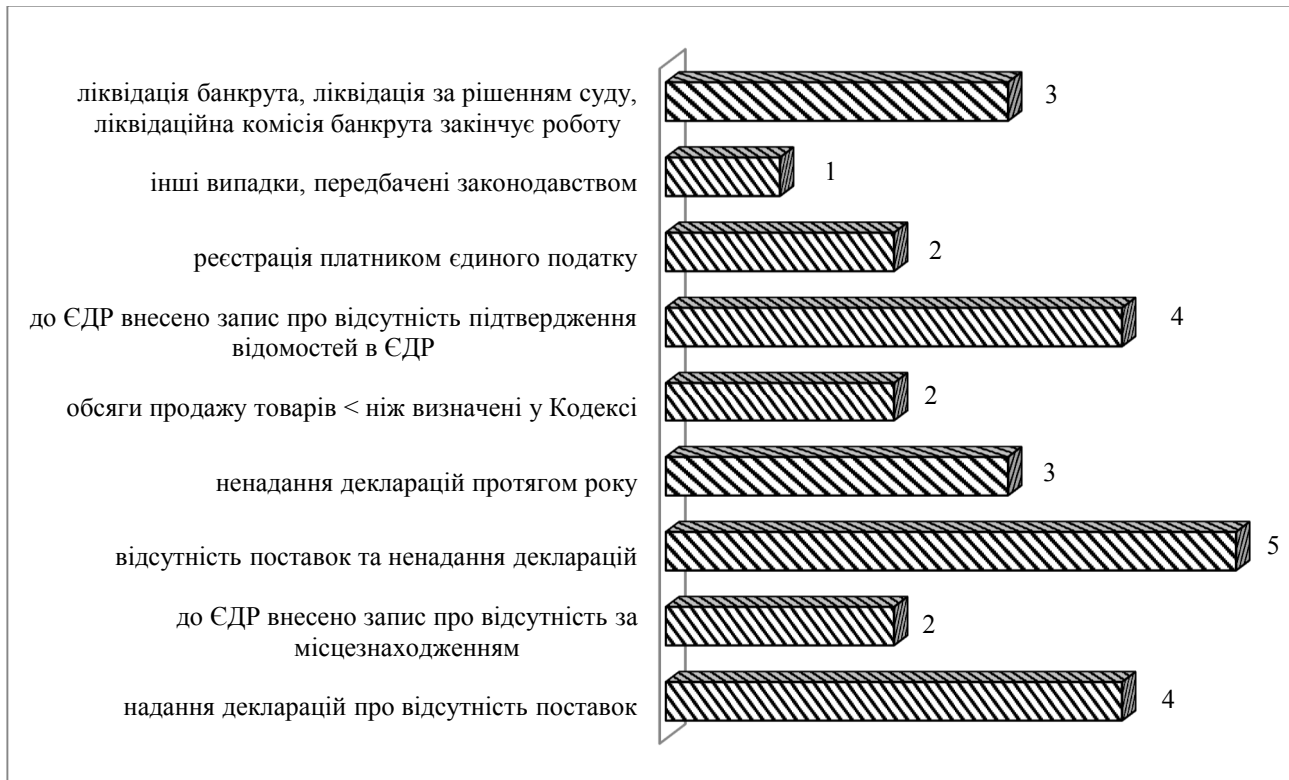 ліквідація банкрута, ліквідація за рішенням суду,
ліквідаційна комісія банкрута закінчує роботу
3
інші випадки, передбачені законодавством
1
реєстрація платником єдиного податку
2
до ЄДР внесено запис про відсутність підтвердження
відомостей в ЄДР
4
обсяги продажу товарів < ніж визначені у Кодексі
2
ненадання декларацій протягом року
3
відсутність поставок та ненадання декларацій
5
до ЄДР внесено запис про відсутність за
місцезнаходженням
2
надання декларацій про відсутність поставок
4